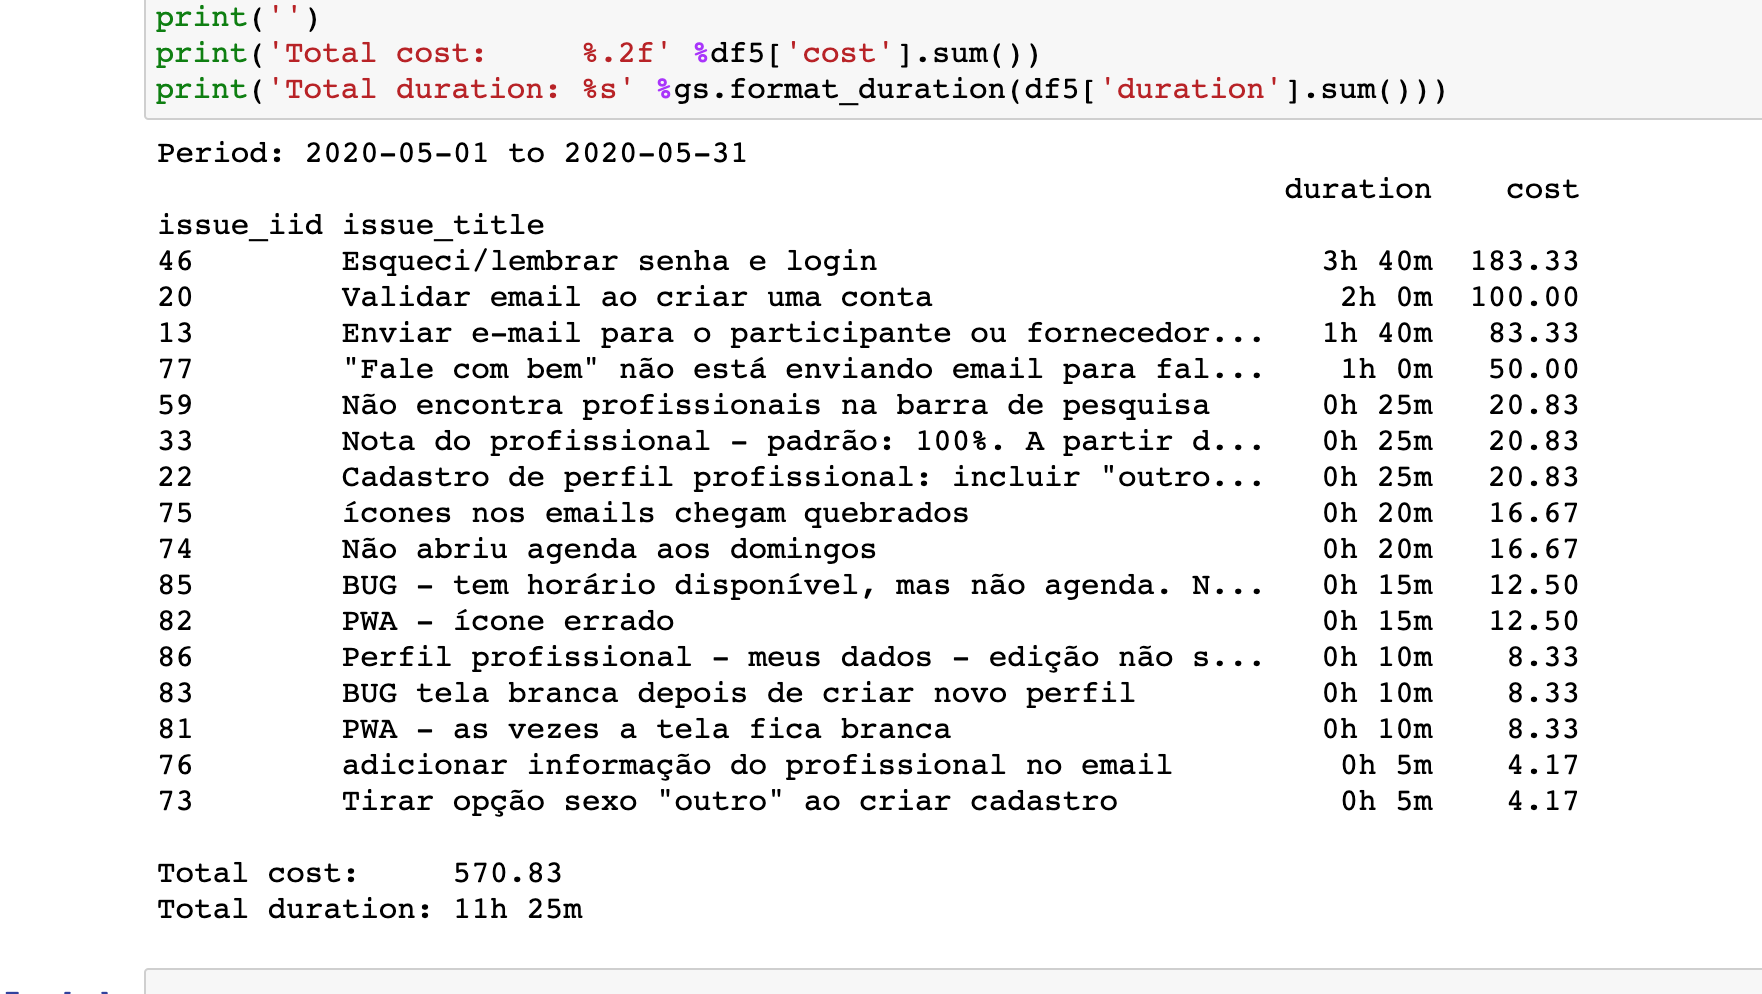 print('')
print('Total cost:     %.2f' %df5['cost'].sum())
print('Total duration: %s' %gs.format_duration(df5['duration'].sum()))
Period: 2020-05-01 to 2020-05-31
duration    cost
issue_iid issue_title
46        Esqueci/lembrar senha e login        3h 40m  183.33
20        Validar email ao criar uma conta        2h 0m  100.00
13        Enviar e-mail para o participante ou fornecedor...   1h 40m   83.33
77        "Fale com bem" não está enviando email para fal...    1h 0m   50.00
59        Não encontra profissionais na barra de pesquisa      0h 25m   20.83
33        Nota do profissional - padrão: 100%. A partir d...   0h 25m   20.83
22        Cadastro de perfil profissional: incluir "outro...   0h 25m   20.83
75        ícones nos emails chegam quebrados      0h 20m   16.67
74        Não abriu agenda aos domingos      0h 20m   16.67
85        BUG - tem horário disponível, mas não agenda. N...   0h 15m   12.50
82        PWA - ícone errado      0h 15m   12.50
86        Perfil profissional - meus dados - edição não s...   0h 10m    8.33
83        BUG tela branca depois de criar novo perfil      0h 10m    8.33
81        PWA - as vezes a tela fica branca      0h 10m    8.33
76        adicionar informação do profissional no email      0h 5m    4.17
73        Tirar opção sexo "outro" ao criar cadastro      0h 5m    4.17
Total cost:     570.83
Total duration: 11h 25m